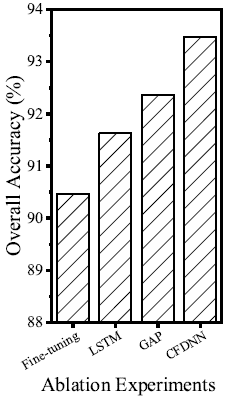 Overall Accuracy (%)
94
93
92
91
90
89
88
Fine-tuning
LSTM
GAP
CFDNN
Ablation Experiments